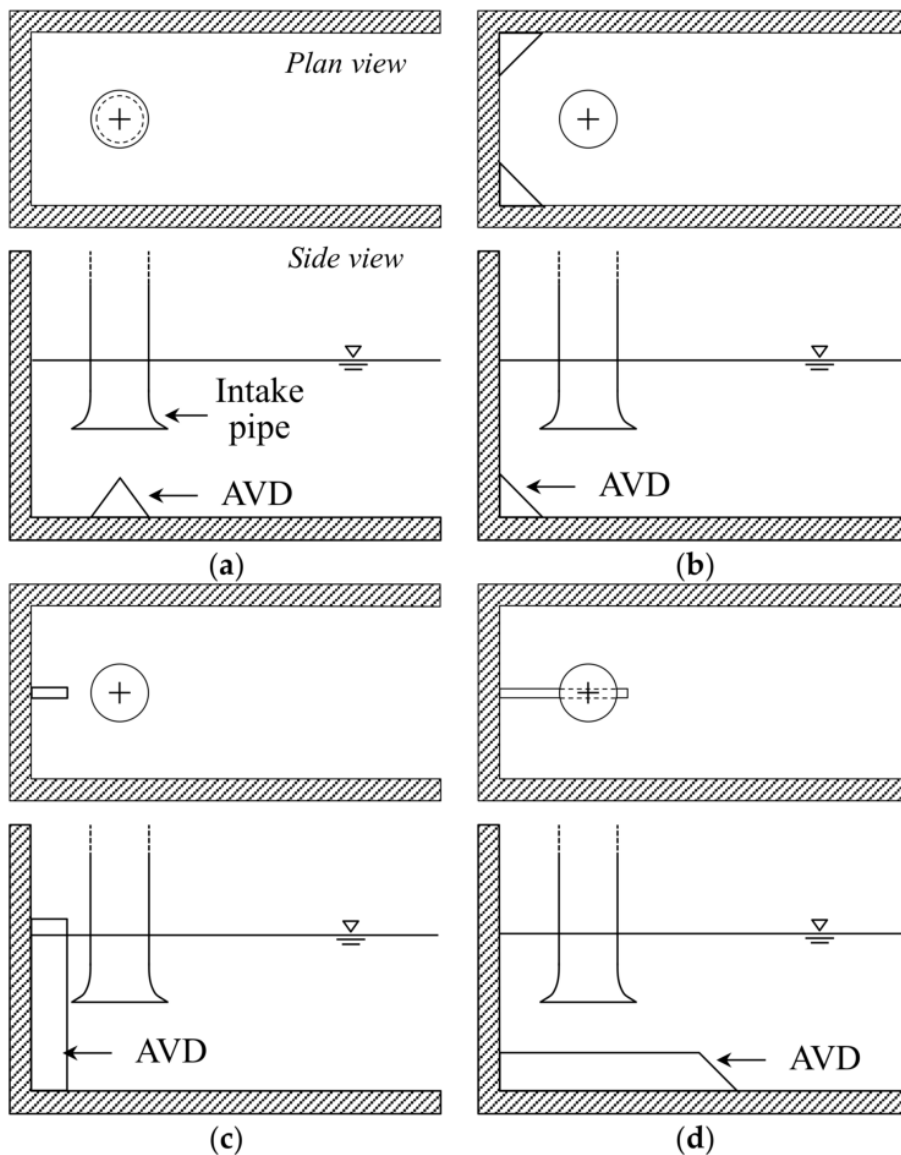 Plan view
Side view
Intake
pipe
AVD
AVD
(a)
(b)
AVD
AVD
(c)
(d)